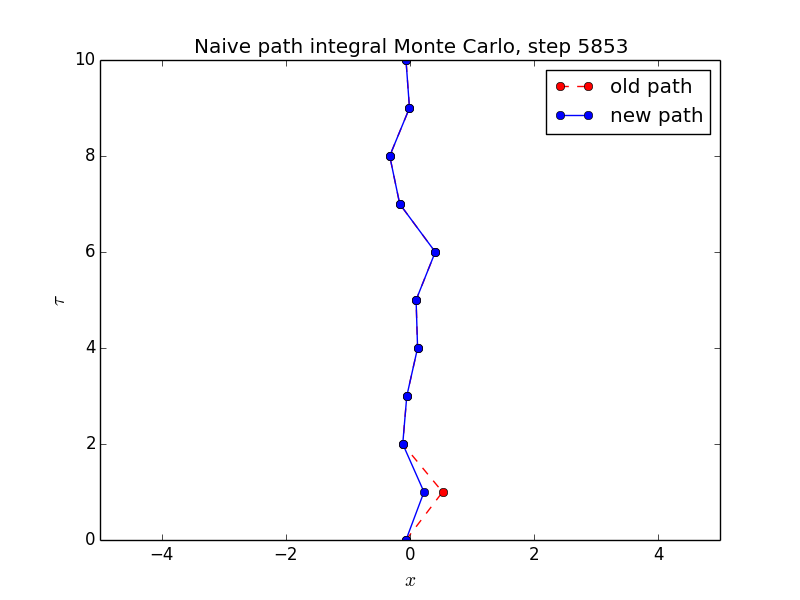 Naive path integral Monte Carlo, step 5853
old path
new path
10
8
6
4
2
0
τ
−4
−2
0
2
4
x